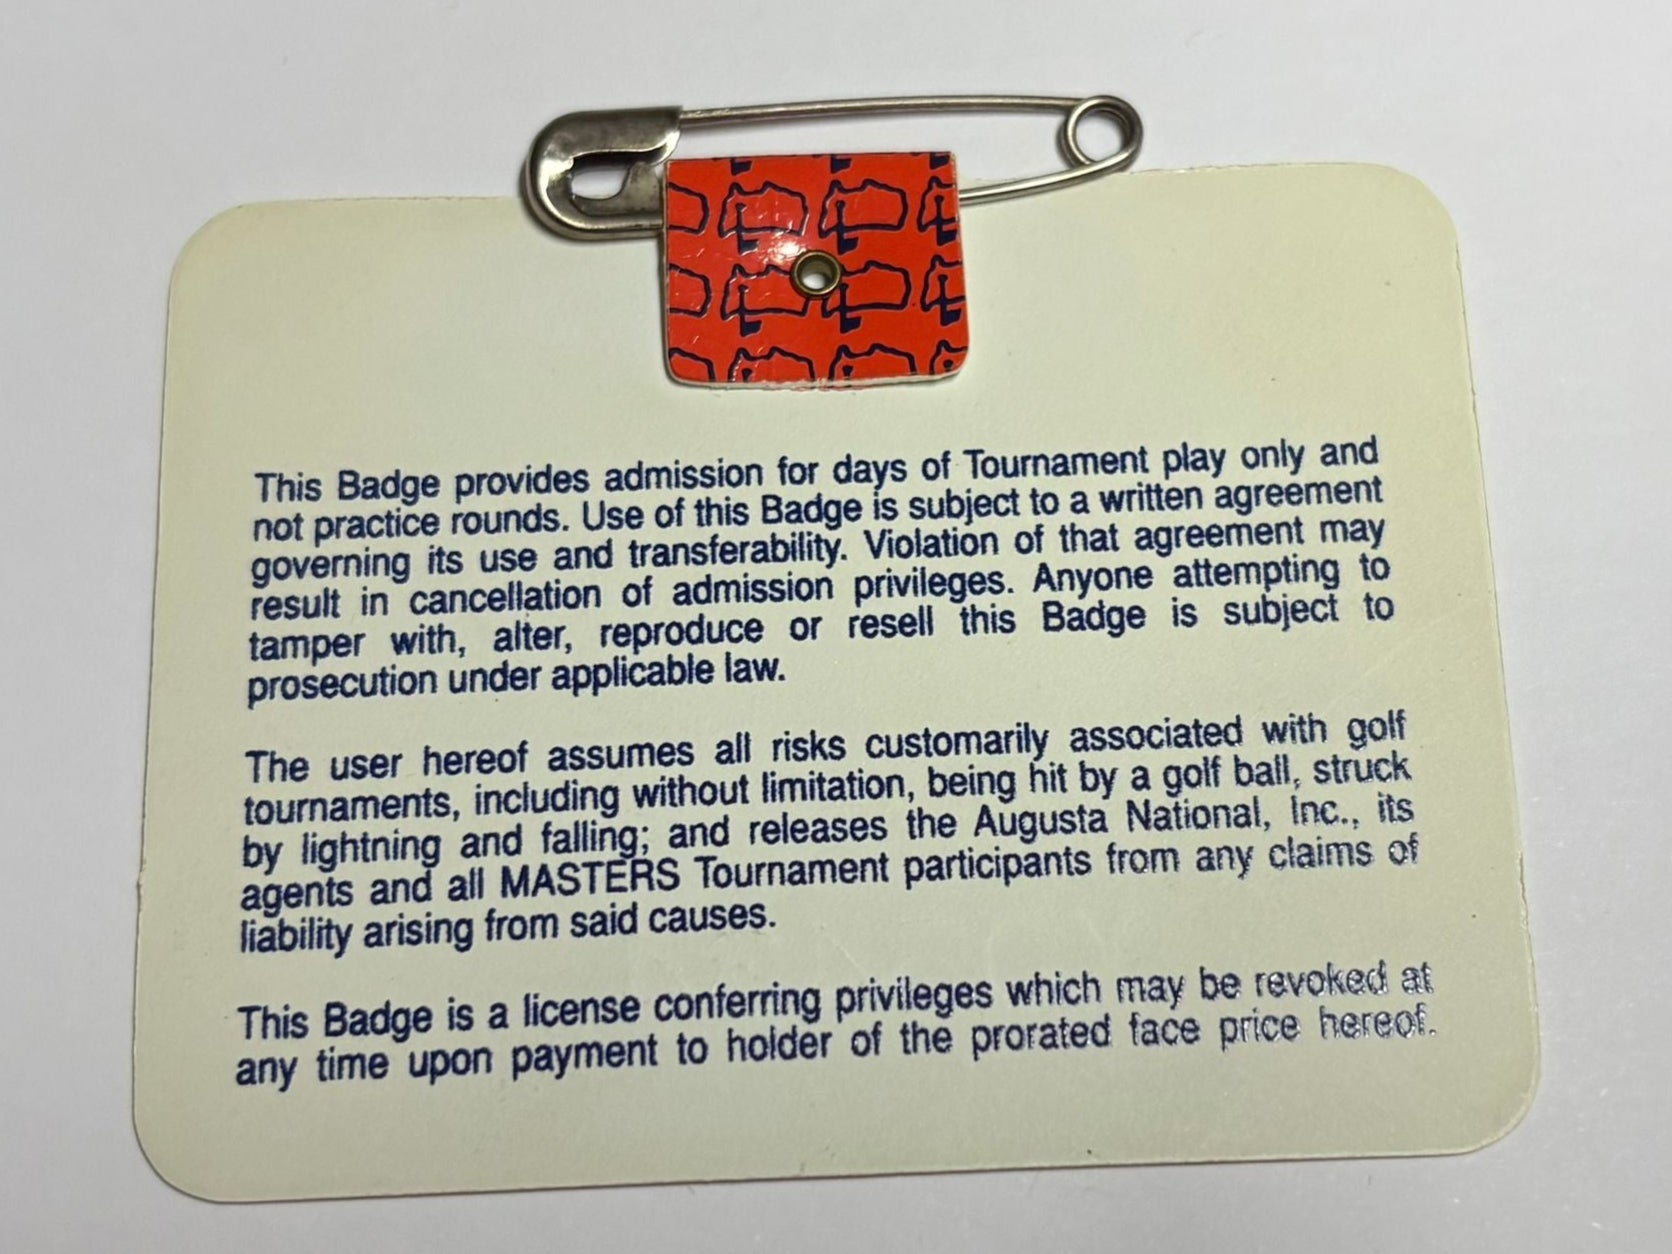 This Badge provides admission for days of Tournament play only and
not practice rounds. Use of this Badge is subject to a written agreement
governing its use and transferability. Violation of that agreement may
result in cancellation of admission privileges. Anyone attempting to
tamper with, alter, reproduce or resell this Badge is subject to
prosecution under applicable law.
The user hereof assumes all risks customarily associated with golf
tournaments, including without limitation, being hit by a golf ball, struck
by lightning and falling; and releases the Augusta National, Inc., its
agents and all MASTERS Tournament participants from any claims of
liability arising from said causes.
This Badge is a license conferring privileges which may be revoked at
any time upon payment to holder of the prorated face price hereof.